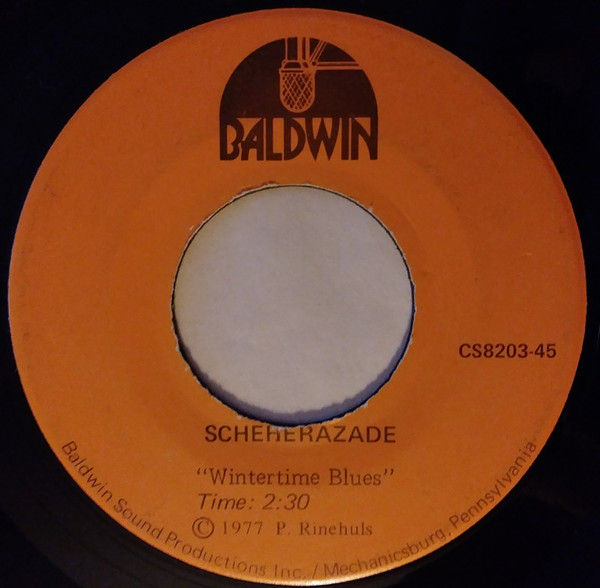 BALDWIN
CS8203-45
SCHEHERAZADE
"Wintertime Blues"
Time: 2:30
© 1977 P. Rinehuls
Baldwin Sound Productions Inc. / Mechanicsburg, Pennsylvania